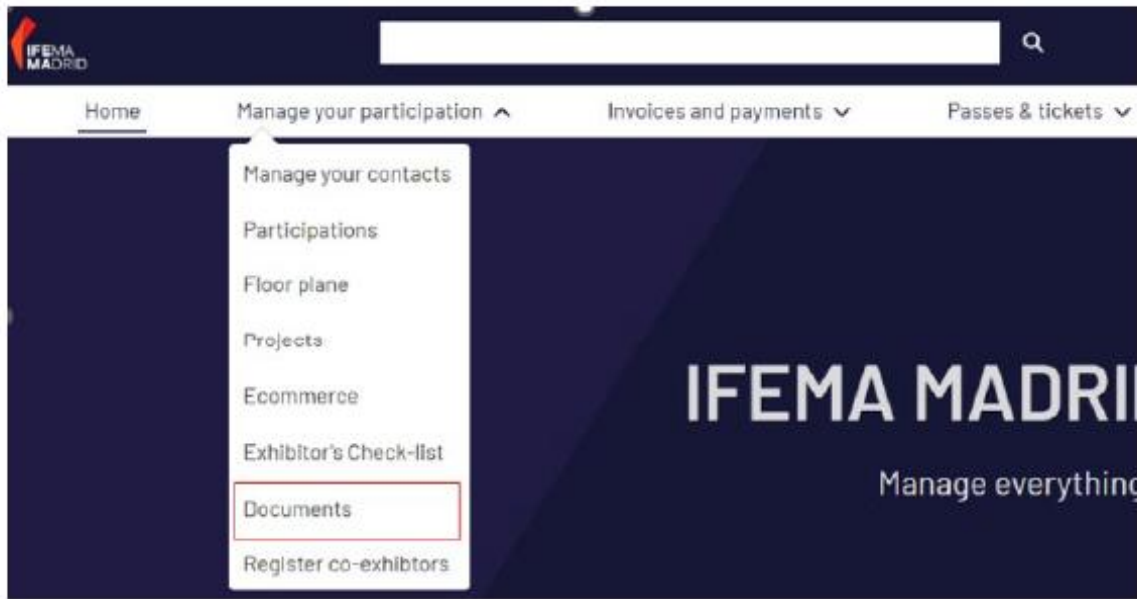 IFEMA
MADRID
Home Manage your participation Invoices and payments Passes & tickets
Manage your contacts
Participations
Floor plane
Projects
Ecommerce
Exhibitor's Check-list
Documents
Register co-exhibtors
IFEMA MADRI
Manage everything